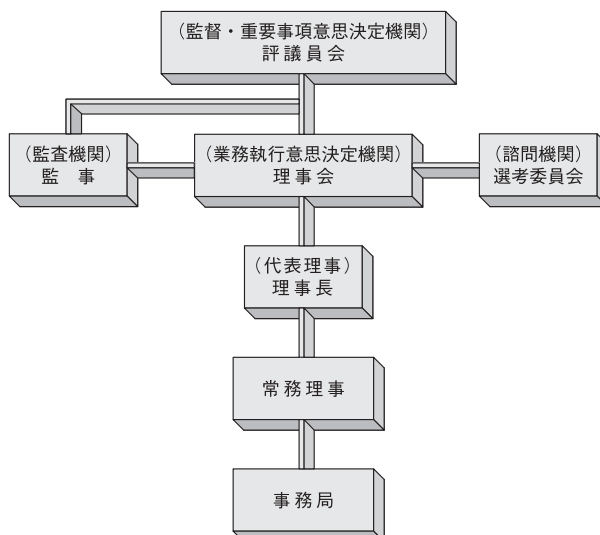 （監督・重要事項意思決定機関）
評議員会
（監査機関）
監　事
（業務執行意思決定機関）
理事会
（諮問機関）
選考委員会
（代表理事）
理事長
常務理事
事務局